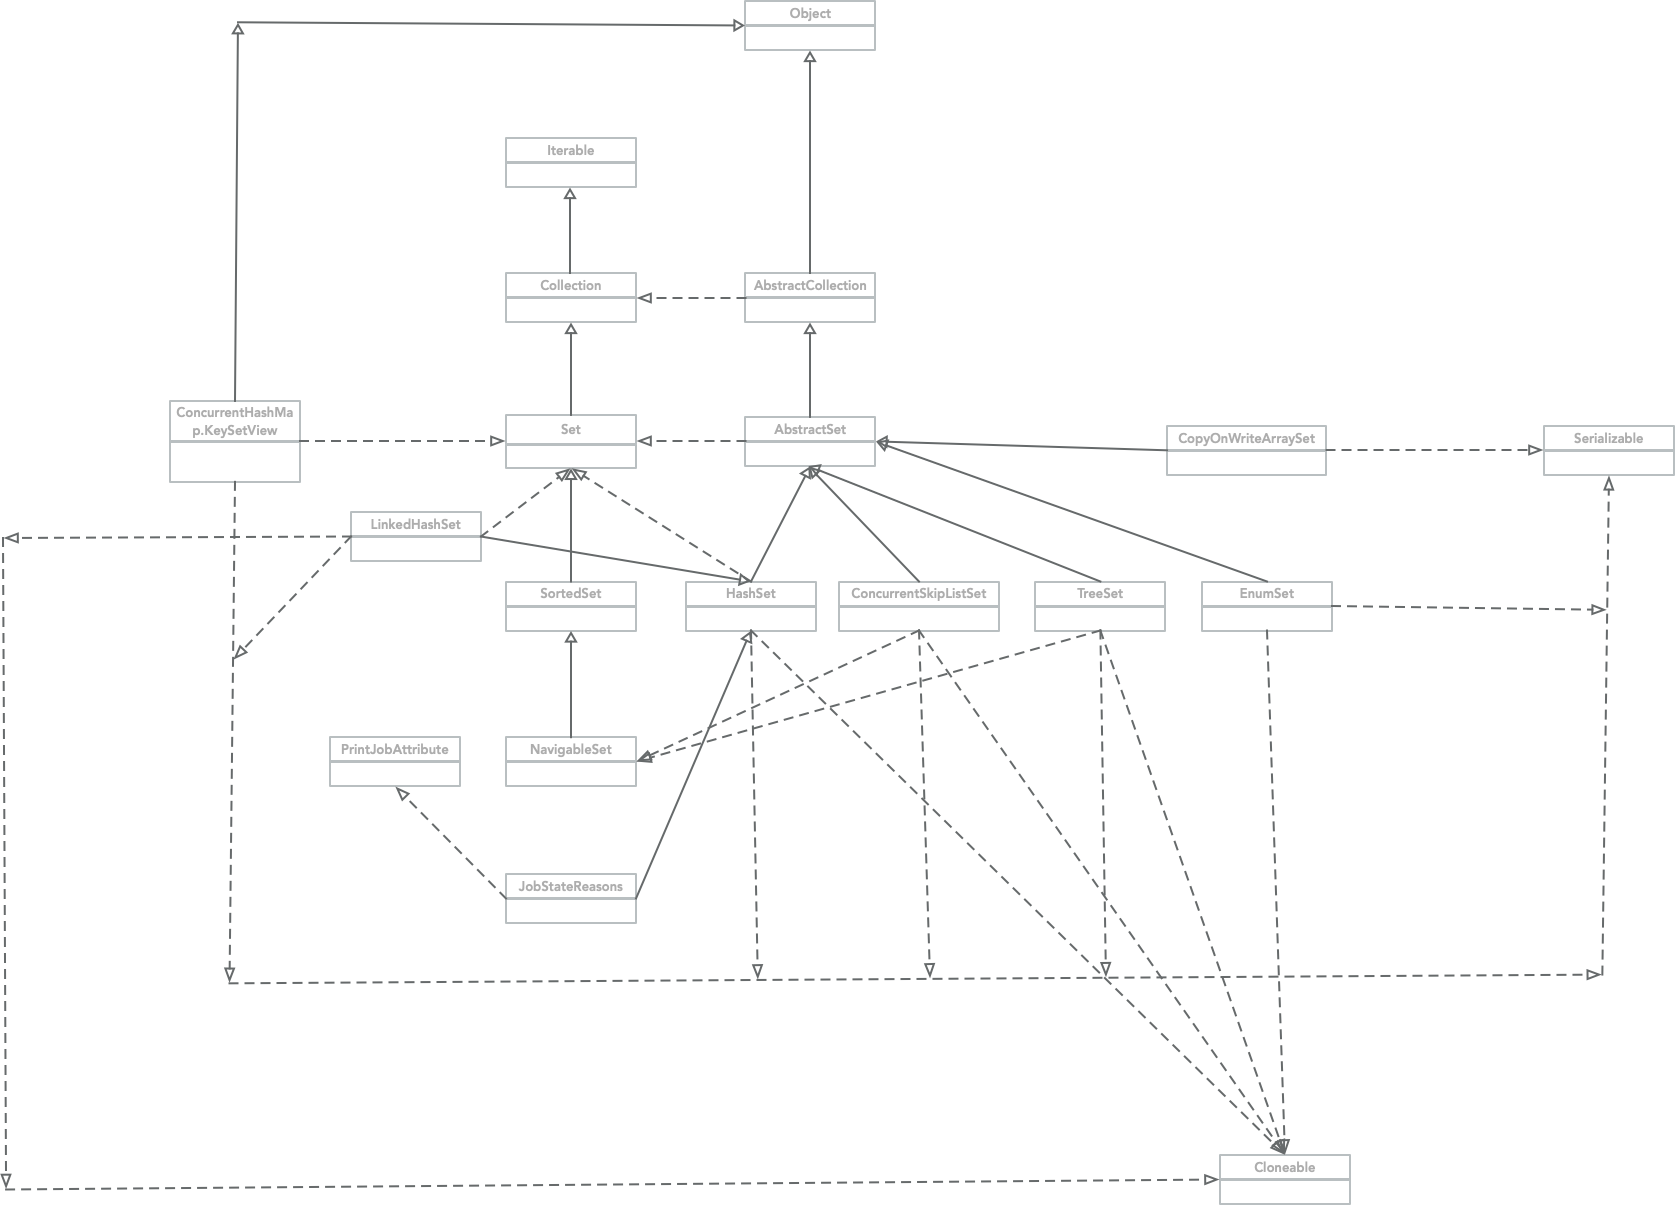 Object
Iterable
Collection
AbstractCollection
ConcurrentHashMa
p.KeySetView
Set
AbstractSet
CopyOnWriteArraySet
Serializable
LinkedHashSet
SortedSet
HashSet
ConcurrentSkipListSet
TreeSet
EnumSet
PrintJobAttribute
NavigableSet
JobStateReasons
Cloneable